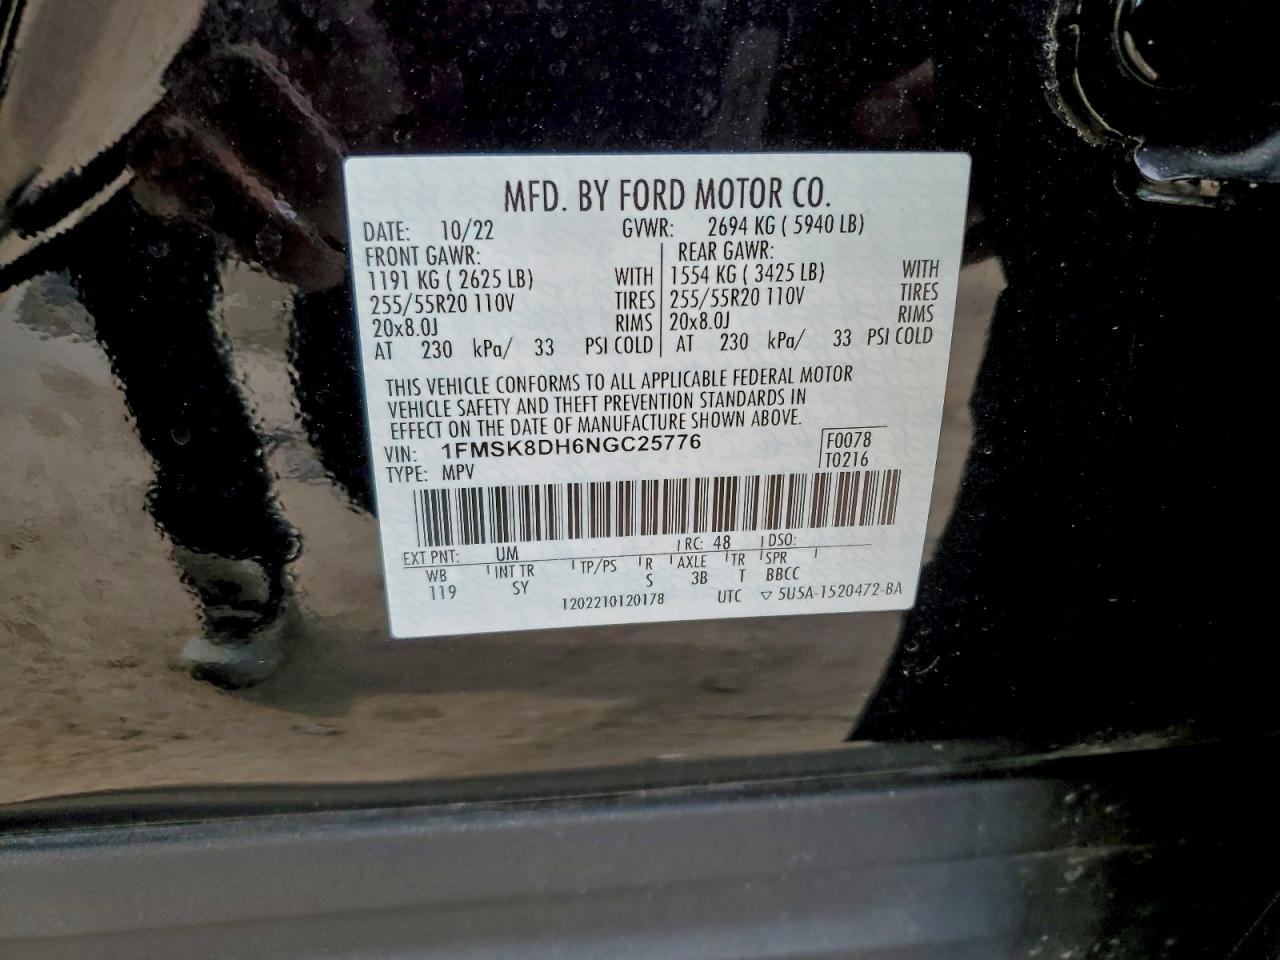 MFD. BY FORD MOTOR CO.
DATE: 10/22 GVWR: 2694 KG ( 5940 LB)
FRONT GAWR: REAR GAWR:
1191 KG ( 2625 LB) WITH 1554 KG ( 3425 LB) WITH
255/55R20 110V TIRES 255/55R20 110V TIRES
20x8.0J RIMS 20x8.0J RIMS
AT 230 kPa/ 33 PSI COLD AT 230 kPa/ 33 PSI COLD
THIS VEHICLE CONFORMS TO ALL APPLICABLE FEDERAL MOTOR
VEHICLE SAFETY AND THEFT PREVENTION STANDARDS IN
EFFECT ON THE DATE OF MANUFACTURE SHOWN ABOVE.
VIN: 1FMSK8DH6NGC25776 F0078
TYPE: MPV T0216
EXT PNT: UM RC: 48 DSO:
WB INT TR TP/PS R AXLE TR SPR
119 SY S 3B T BBCC
1202210120178 UTC ▽ 5U5A-1520472-BA